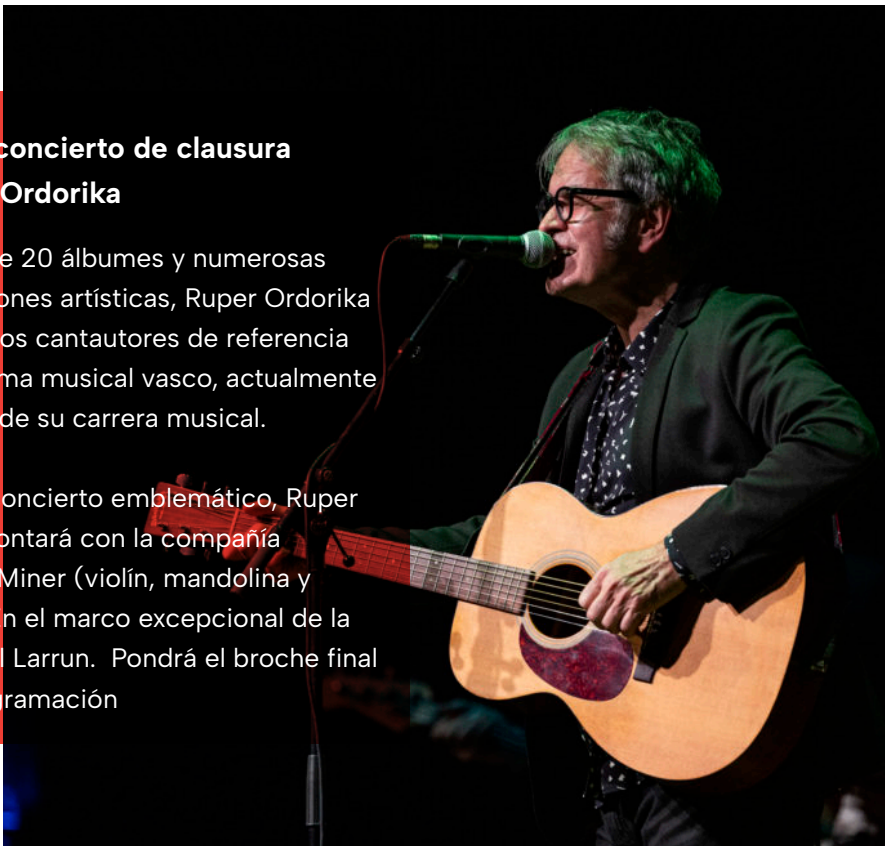 concierto de clausura
Ordorika
e 20 álbumes y numerosas
ones artísticas, Ruper Ordorika
os cantautores de referencia
ma musical vasco, actualmente
de su carrera musical.
oncierto emblemático, Ruper
ontará con la compañía
Miner (violín, mandolina y
n el marco excepcional de la
l Larrun. Pondrá el broche final
gramación